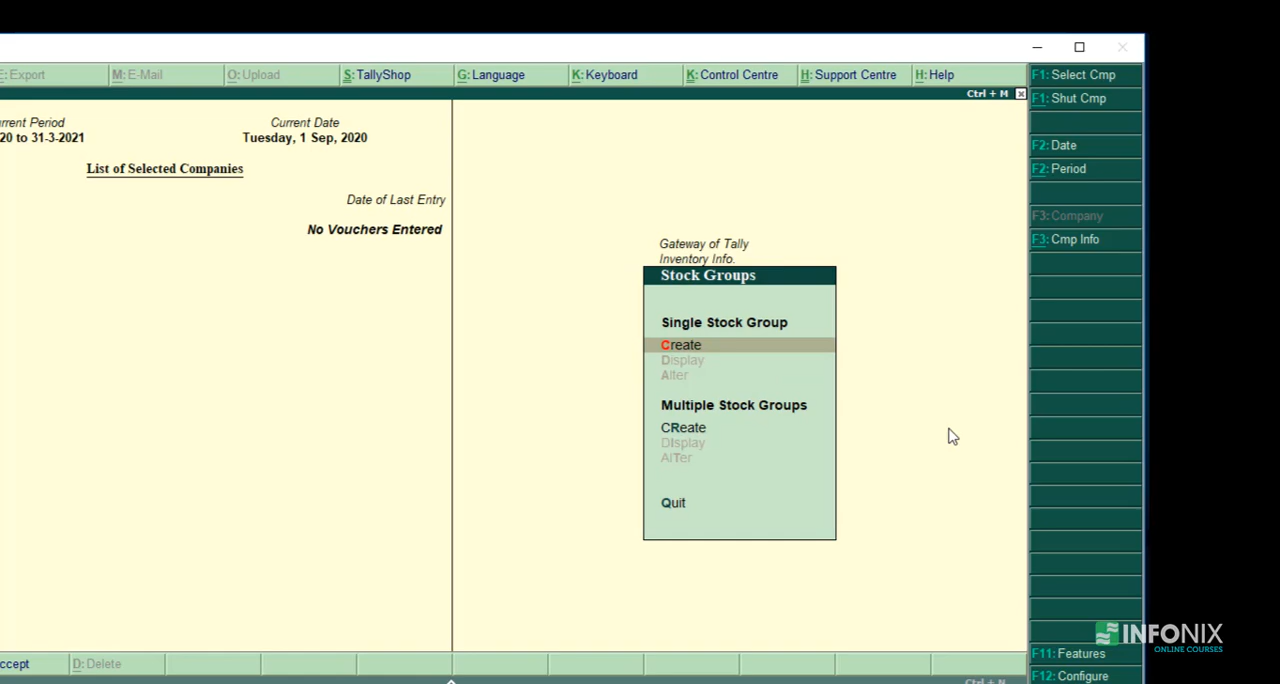 E: Export
M: E-Mail
O: Upload
S: TallyShop
G: Language
K: Keyboard
K: Control Centre
H: Support Centre
H: Help
F1: Select Cmp
Ctrl + M
F1: Shut Cmp
rrent Period
Current Date
20 to 31-3-2021
Tuesday, 1 Sep, 2020
F2: Date
List of Selected Companies
F2: Period
Date of Last Entry
F3: Company
No Vouchers Entered
F3: Cmp Info
Gateway of Tally
Inventory Info.
Stock Groups
Single Stock Group
Create
Display
Alter
Multiple Stock Groups
CReate
DIsplay
AlTer
Quit
INFONIX
ONLINE COURSES
F11: Features
ccept
D: Delete
F12: Configure
Ctrl + N